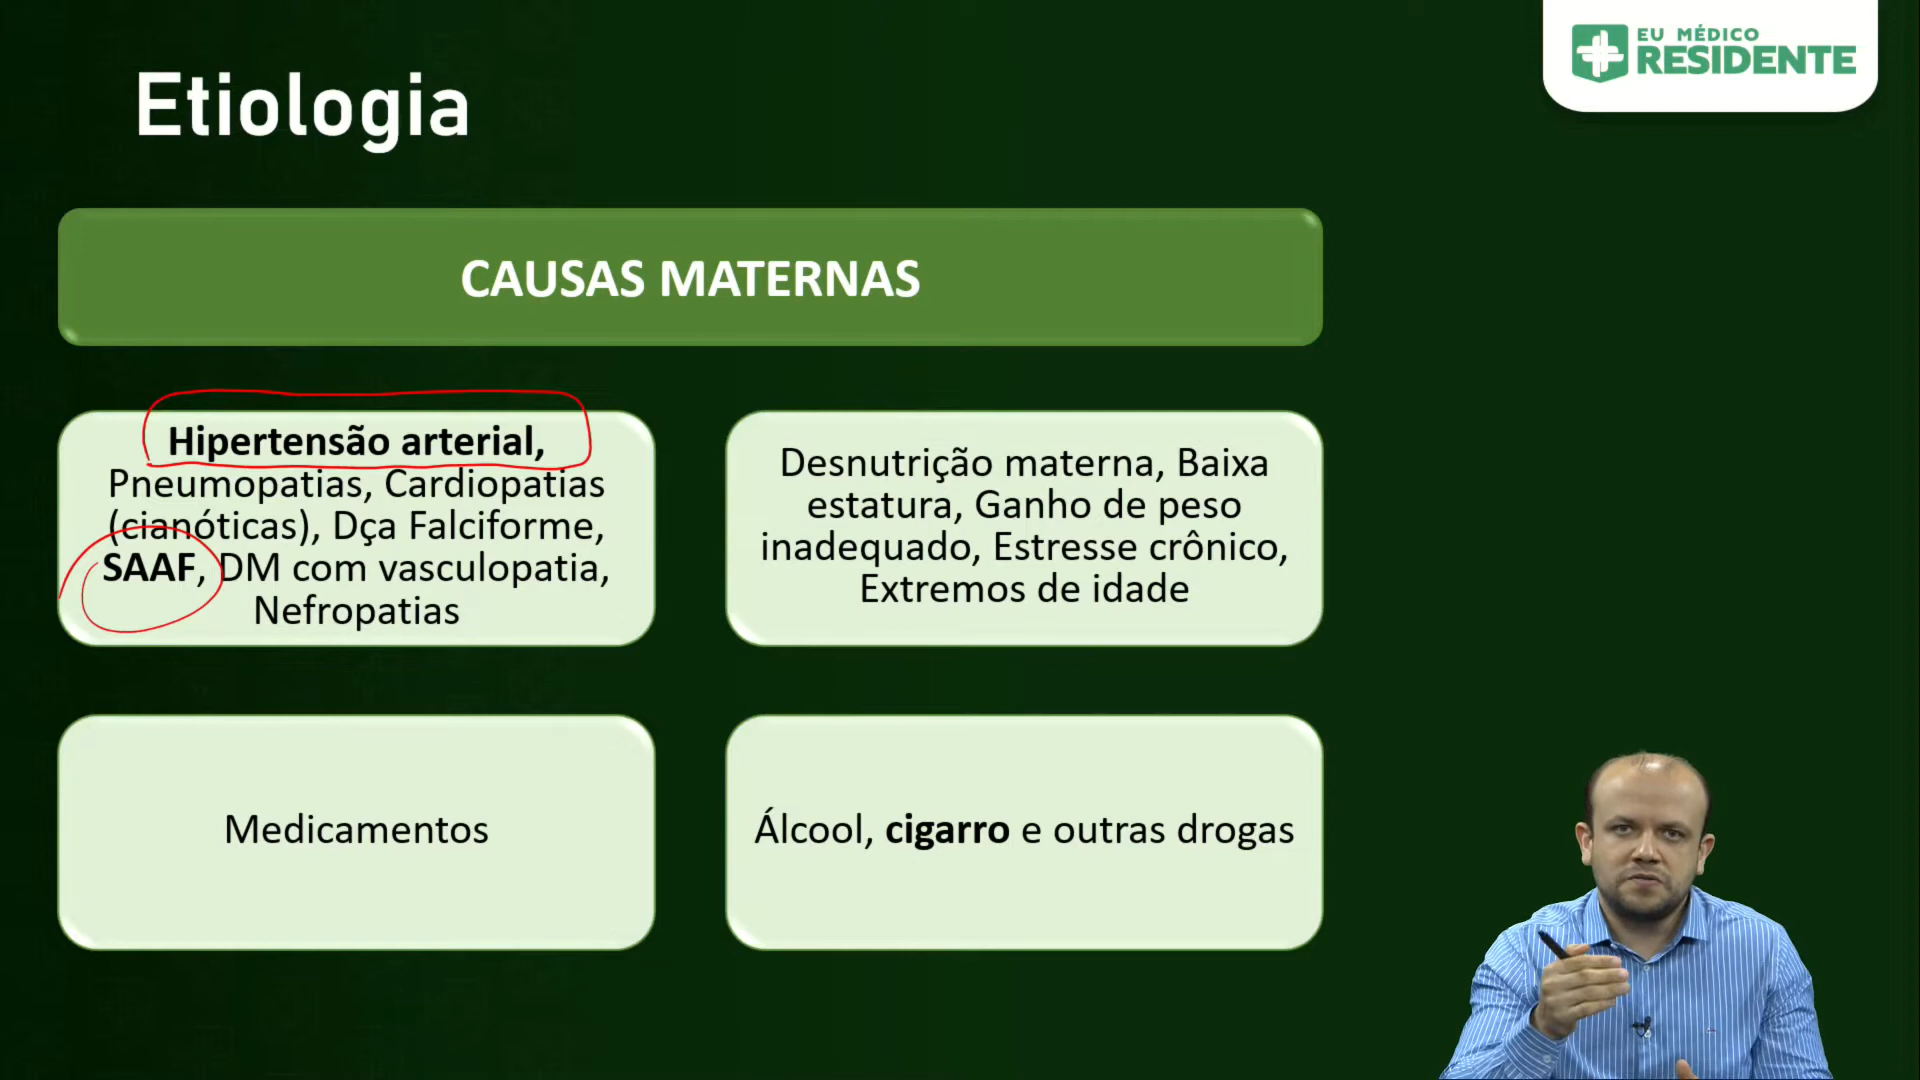 EU MÉDICO
RESIDENTE
Etiologia
CAUSAS MATERNAS
Hipertensão arterial,
Pneumopatias, Cardiopatias
(cianóticas), Dça Falciforme,
SAAF, DM com vasculopatia,
Nefropatias
Desnutrição materna, Baixa
estatura, Ganho de peso
inadequado, Estresse crônico,
Extremos de idade
Medicamentos
Álcool, cigarro e outras drogas